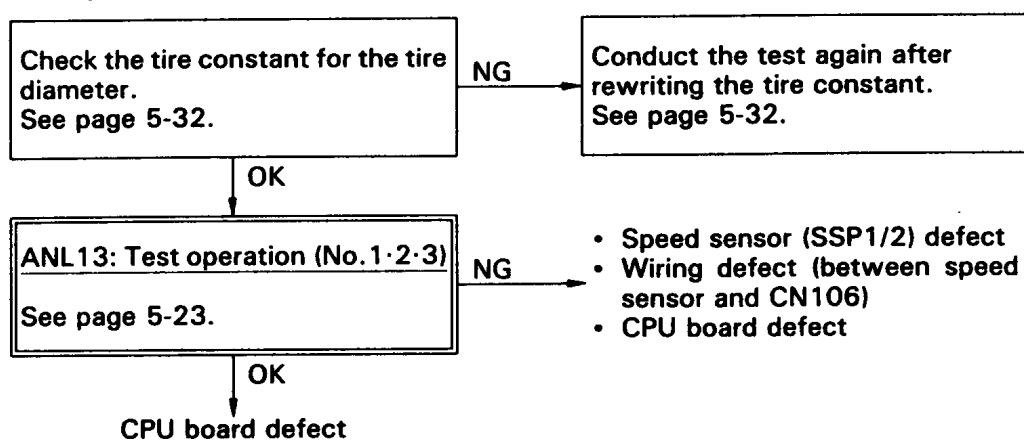 Check the tire constant for the tire
diameter.
See page 5-32.
NG
Conduct the test again after
rewriting the tire constant.
See page 5-32.
OK
ANL13: Test operation (No.1·2·3)
See page 5-23.
NG
• Speed sensor (SSP1/2) defect
• Wiring defect (between speed
sensor and CN106)
• CPU board defect
OK
CPU board defect